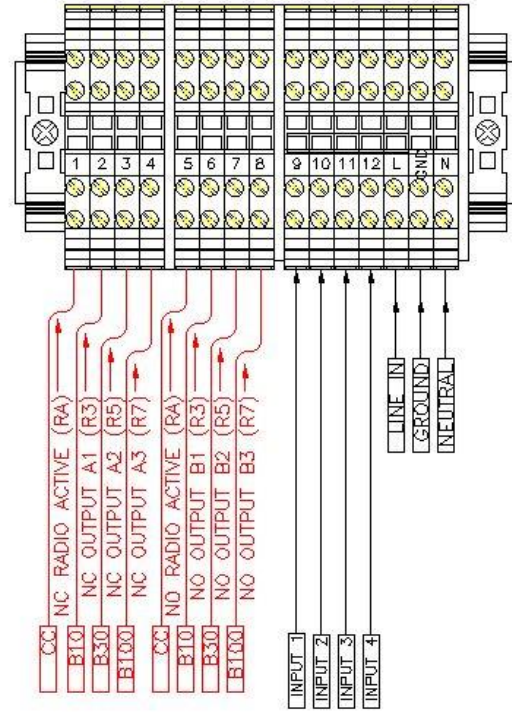 1 2 3 4 5 6 7 8 9 10 11 12 L GND N
NC RADIO ACTIVE (RA)
NC OUTPUT A1 (R3)
NC OUTPUT A2 (R5)
NC OUTPUT A3 (R7)
NO RADIO ACTIVE (RA)
NO OUTPUT B1 (R3)
NO OUTPUT B2 (R5)
NO OUTPUT B3 (R7)
LINE IN
GROUND
NEUTRAL
CC
B10
B30
B100
CC
B10
B30
B100
INPUT 1
INPUT 2
INPUT 3
INPUT 4